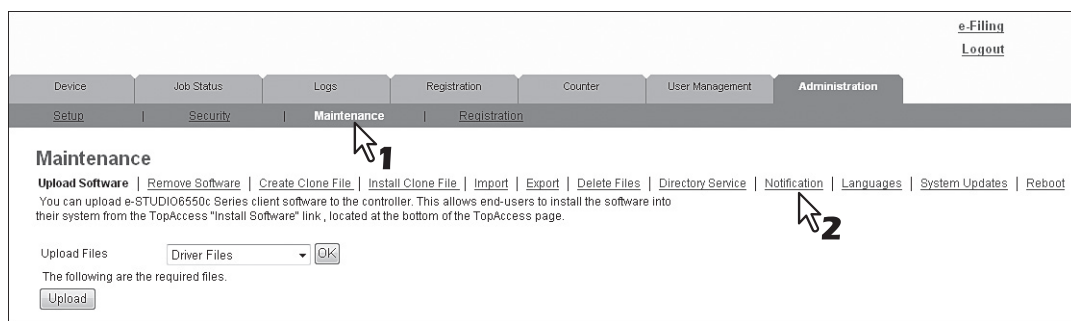 e-Filing
Logout
Device Job Status Logs Registration Counter User Management Administration
Setup | Security | Maintenance | Registration
1
Maintenance
Upload Software | Remove Software | Create Clone File | Install Clone File | Import | Export | Delete Files | Directory Service | Notification | Languages | System Updates | Reboot
You can upload e-STUDIO6550c Series client software to the controller. This allows end-users to install the software into
their system from the TopAccess "Install Software" link , located at the bottom of the TopAccess page.
2
Upload Files Driver Files OK
The following are the required files.
Upload